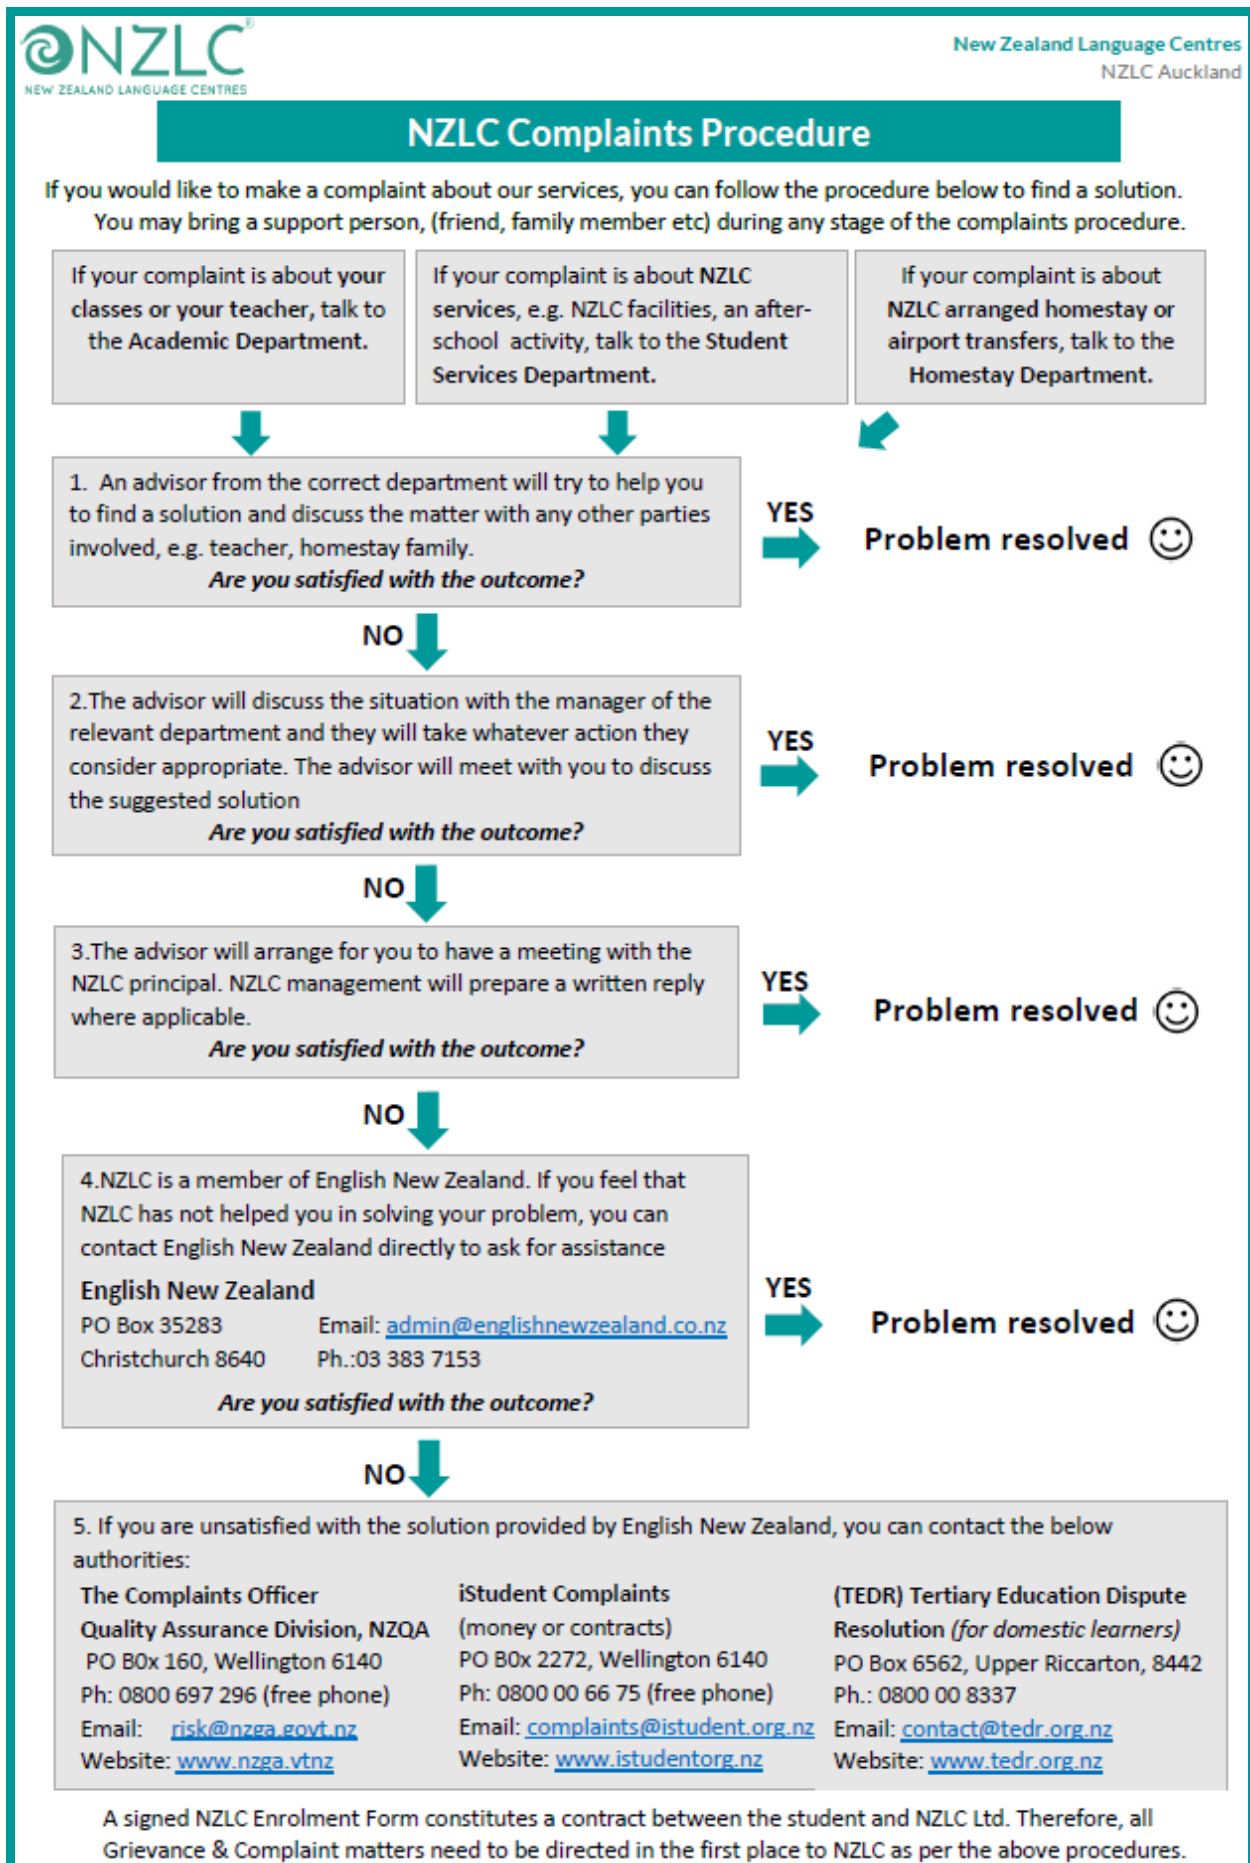 NZLC®
NEW ZEALAND LANGUAGE CENTRES
New Zealand Language Centres
NZLC Auckland
NZLC Complaints Procedure
If you would like to make a complaint about our services, you can follow the procedure below to find a solution.
You may bring a support person, (friend, family member etc) during any stage of the complaints procedure.
If your complaint is about your
classes or your teacher, talk to
the Academic Department.
If your complaint is about NZLC
services, e.g. NZLC facilities, an after-
school activity, talk to the Student
Services Department.
If your complaint is about
NZLC arranged homestay or
airport transfers, talk to the
Homestay Department.
1. An advisor from the correct department will try to help you
to find a solution and discuss the matter with any other parties
involved, e.g. teacher, homestay family.
Are you satisfied with the outcome?
YES
Problem resolved
NO
2.The advisor will discuss the situation with the manager of the
relevant department and they will take whatever action they
consider appropriate. The advisor will meet with you to discuss
the suggested solution
Are you satisfied with the outcome?
YES
Problem resolved
NO
3.The advisor will arrange for you to have a meeting with the
NZLC principal. NZLC management will prepare a written reply
where applicable.
Are you satisfied with the outcome?
YES
Problem resolved
NO
4.NZLC is a member of English New Zealand. If you feel that
NZLC has not helped you in solving your problem, you can
contact English New Zealand directly to ask for assistance
English New Zealand
PO Box 35283 Email: admin@englishnewzealand.co.nz
Christchurch 8640 Ph.:03 383 7153
Are you satisfied with the outcome?
YES
Problem resolved
NO
5. If you are unsatisfied with the solution provided by English New Zealand, you can contact the below
authorities:
The Complaints Officer
Quality Assurance Division, NZQA
PO B0x 160, Wellington 6140
Ph: 0800 697 296 (free phone)
Email: risk@nzga.govt.nz
Website: www.nzga.vtnz
iStudent Complaints
(money or contracts)
PO B0x 2272, Wellington 6140
Ph: 0800 00 66 75 (free phone)
Email: complaints@istudent.org.nz
Website: www.istudentorg.nz
(TEDR) Tertiary Education Dispute
Resolution (for domestic learners)
PO Box 6562, Upper Riccarton, 8442
Ph.: 0800 00 8337
Email: contact@tedr.org.nz
Website: www.tedr.org.nz
A signed NZLC Enrolment Form constitutes a contract between the student and NZLC Ltd. Therefore, all
Grievance & Complaint matters need to be directed in the first place to NZLC as per the above procedures.